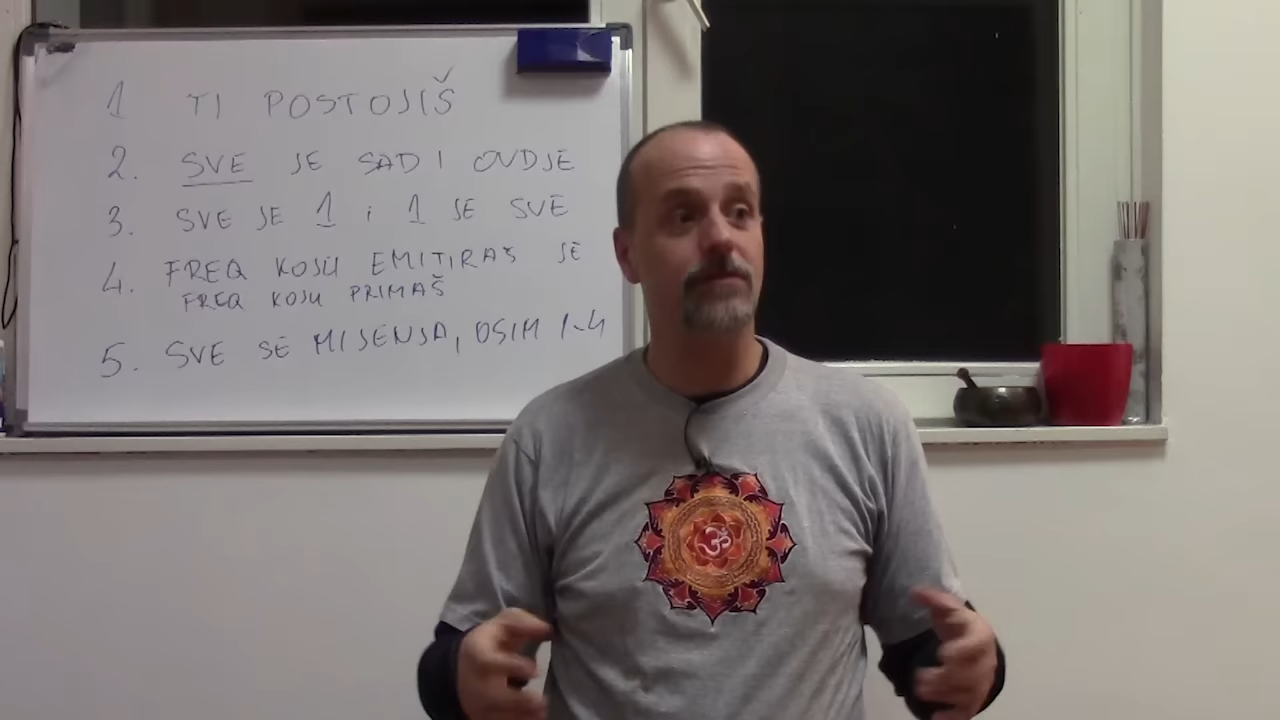 1 TI POSTOJIŠ
2. SVE JE SAD I OVDJE
3. SVE JE 1 i 1 JE SVE
4. FREQ KOJU EMITIRAŠ JE
FREQ KOJU PRIMAŠ
5. SVE SE MIJENJA, OSIM 1-4
ॐ